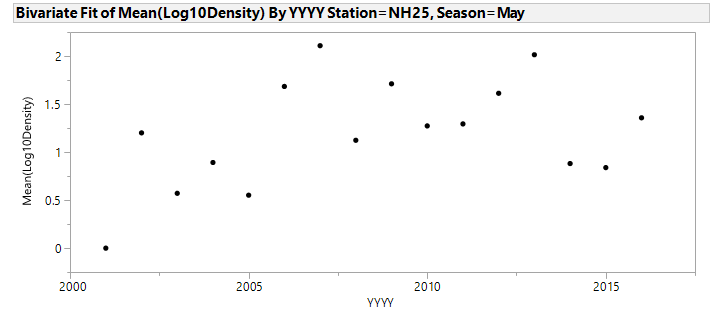 Bivariate Fit of Mean(Log10Density) By YYYY Station=NH25, Season=May
Mean(Log10Density)
2
1.5
1
0.5
0
2000 2005 2010 2015
YYYY